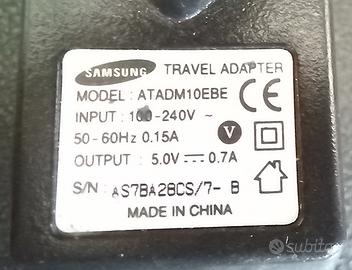 SAMSUNG TRAVEL ADAPTER
MODEL: ATADM10EBE
INPUT: 100-240V ~
50-60Hz 0.15A
OUTPUT: 5.0V ⎓ 0.7A
S/N: AS7BA28CS/7- B
MADE IN CHINA
CE
V
subito